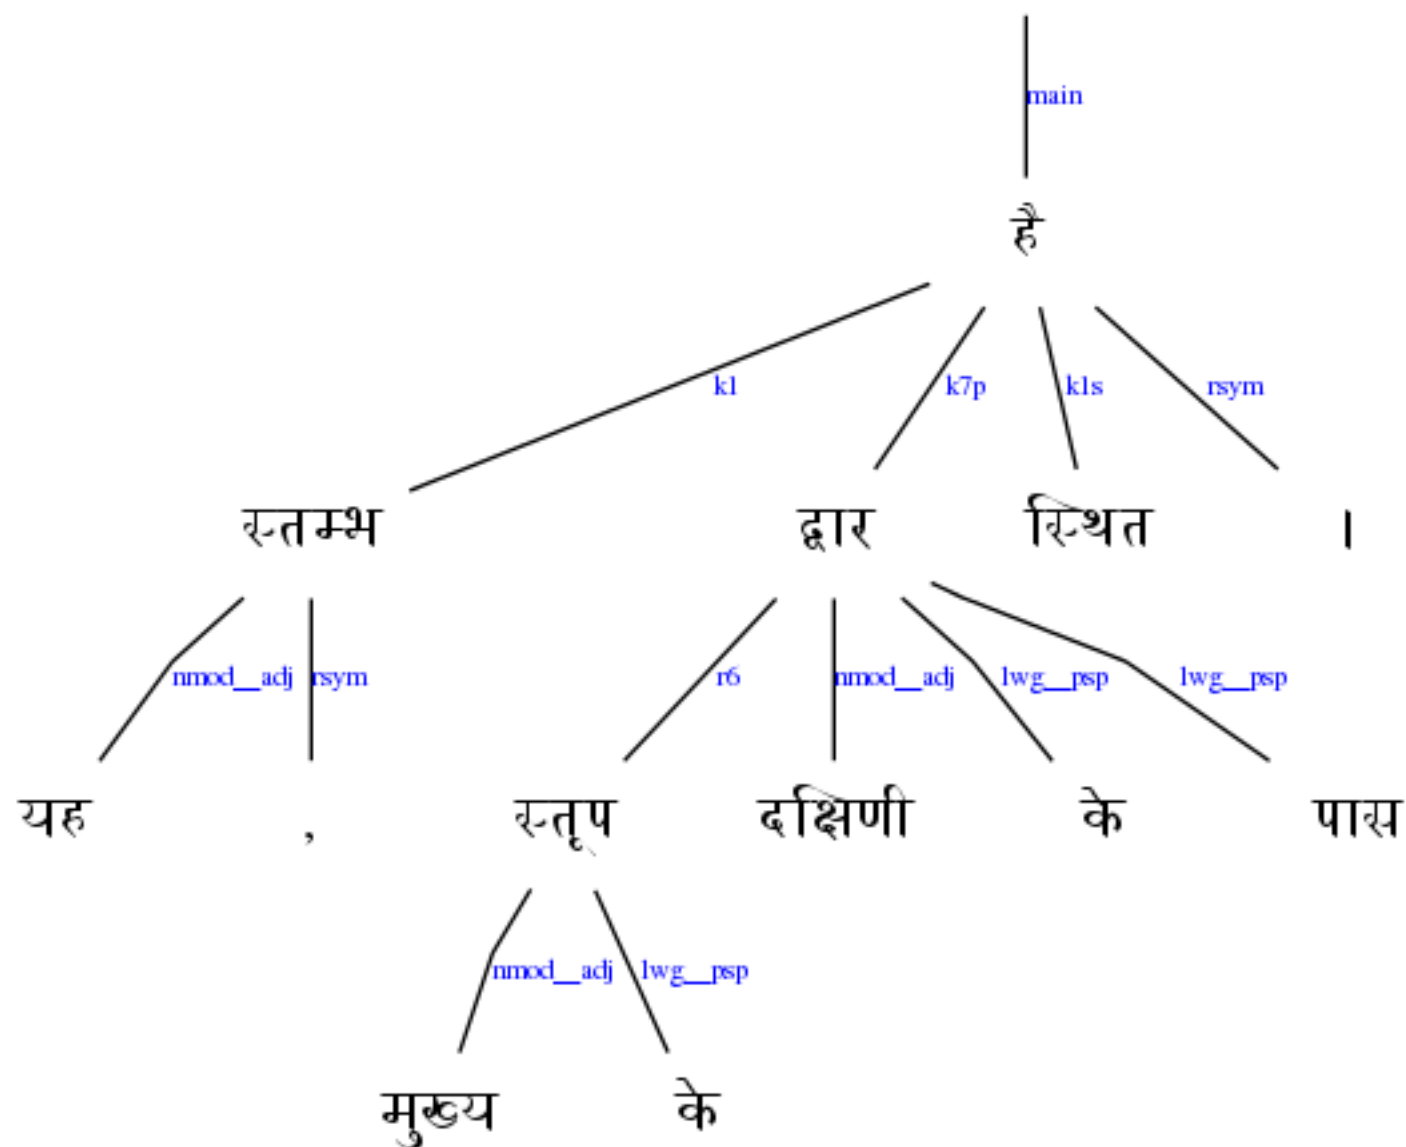 main
है
k1 k7p k1s rsym
स्तम्भ द्वार स्थित ।
nmod__adj rsym r6 nmod__adj lwg__psp lwg__psp
यह , स्तूप दक्षिणी के पास
nmod__adj lwg__psp
मुख्य के